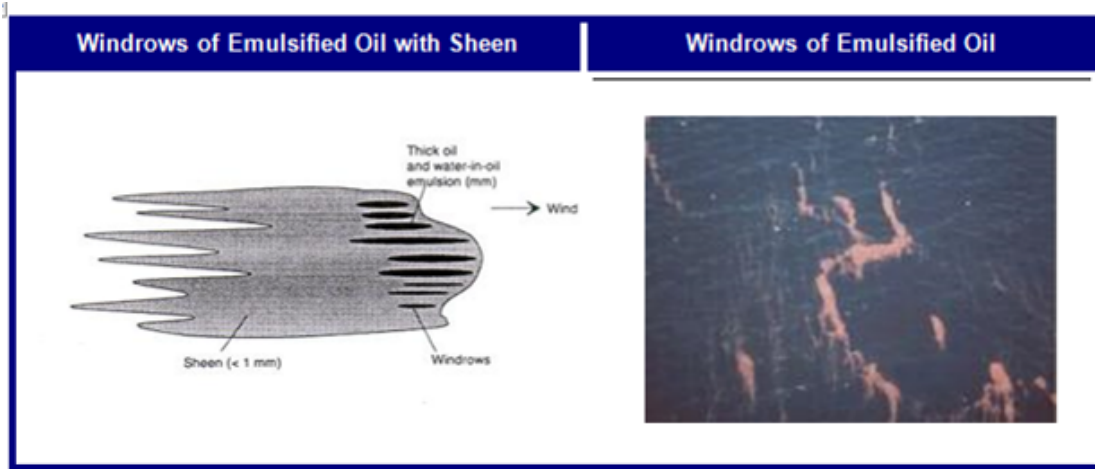 Windrows of Emulsified Oil with Sheen
Windrows of Emulsified Oil
Thick oil
and water-in-oil
emulsion (mm)
Wind
Sheen (< 1 mm)
Windrows